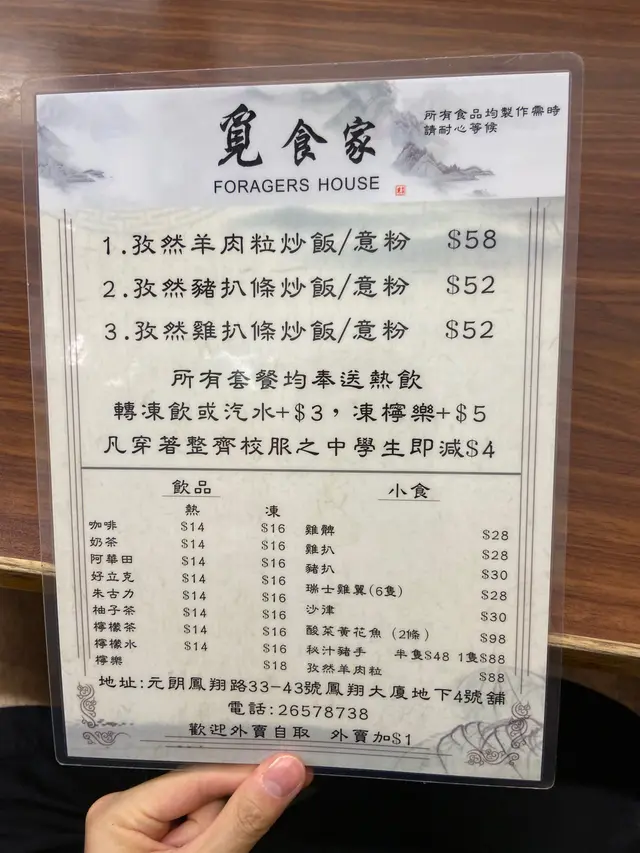 覓食家
FORAGERS HOUSE
所有食品均製作需時
請耐心等候
1.孜然羊肉粒炒飯/意粉 $58
2.孜然豬扒條炒飯/意粉 $52
3.孜然雞扒條炒飯/意粉 $52
所有套餐均奉送熱飲
轉凍飲或汽水+$3，凍檸樂+$5
凡穿著整齊校服之中學生即減$4
飲品
熱 凍
咖啡 $14 $16
奶茶 $14 $16
阿華田 $14 $16
好立克 $14 $16
朱古力 $14 $16
柚子茶 $14 $16
檸檬茶 $14 $16
檸檬水 $14 $16
檸樂 $18
小食
雞髀 $28
雞扒 $28
豬扒 $30
瑞士雞翼(6隻) $28
沙律 $30
酸菜黃花魚（2條） $98
秘汁豬手 半隻$48 1隻$88
孜然羊肉粒 $88
地址:元朗鳳翔路33-43號鳳翔大廈地下4號舖
電話:26578738
歡迎外賣自取 外賣加$1